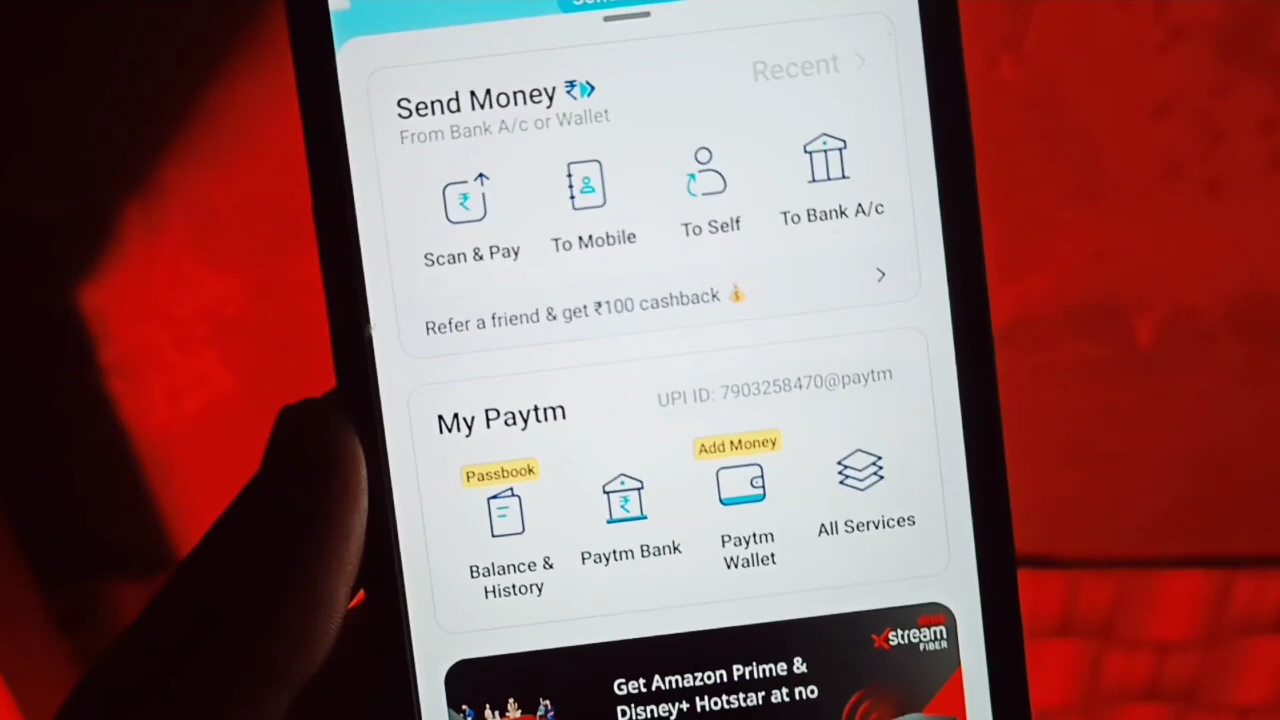 Send Money
Recent
From Bank A/c or Wallet
Scan & Pay
To Mobile
To Self
To Bank A/c
Refer a friend & get ₹100 cashback 💰
My Paytm
UPI ID: 7903258470@paytm
Passbook
Add Money
Balance &
History
Paytm Bank
Paytm
Wallet
All Services
xstream
FIBER
Get Amazon Prime &
Disney+ Hotstar at no